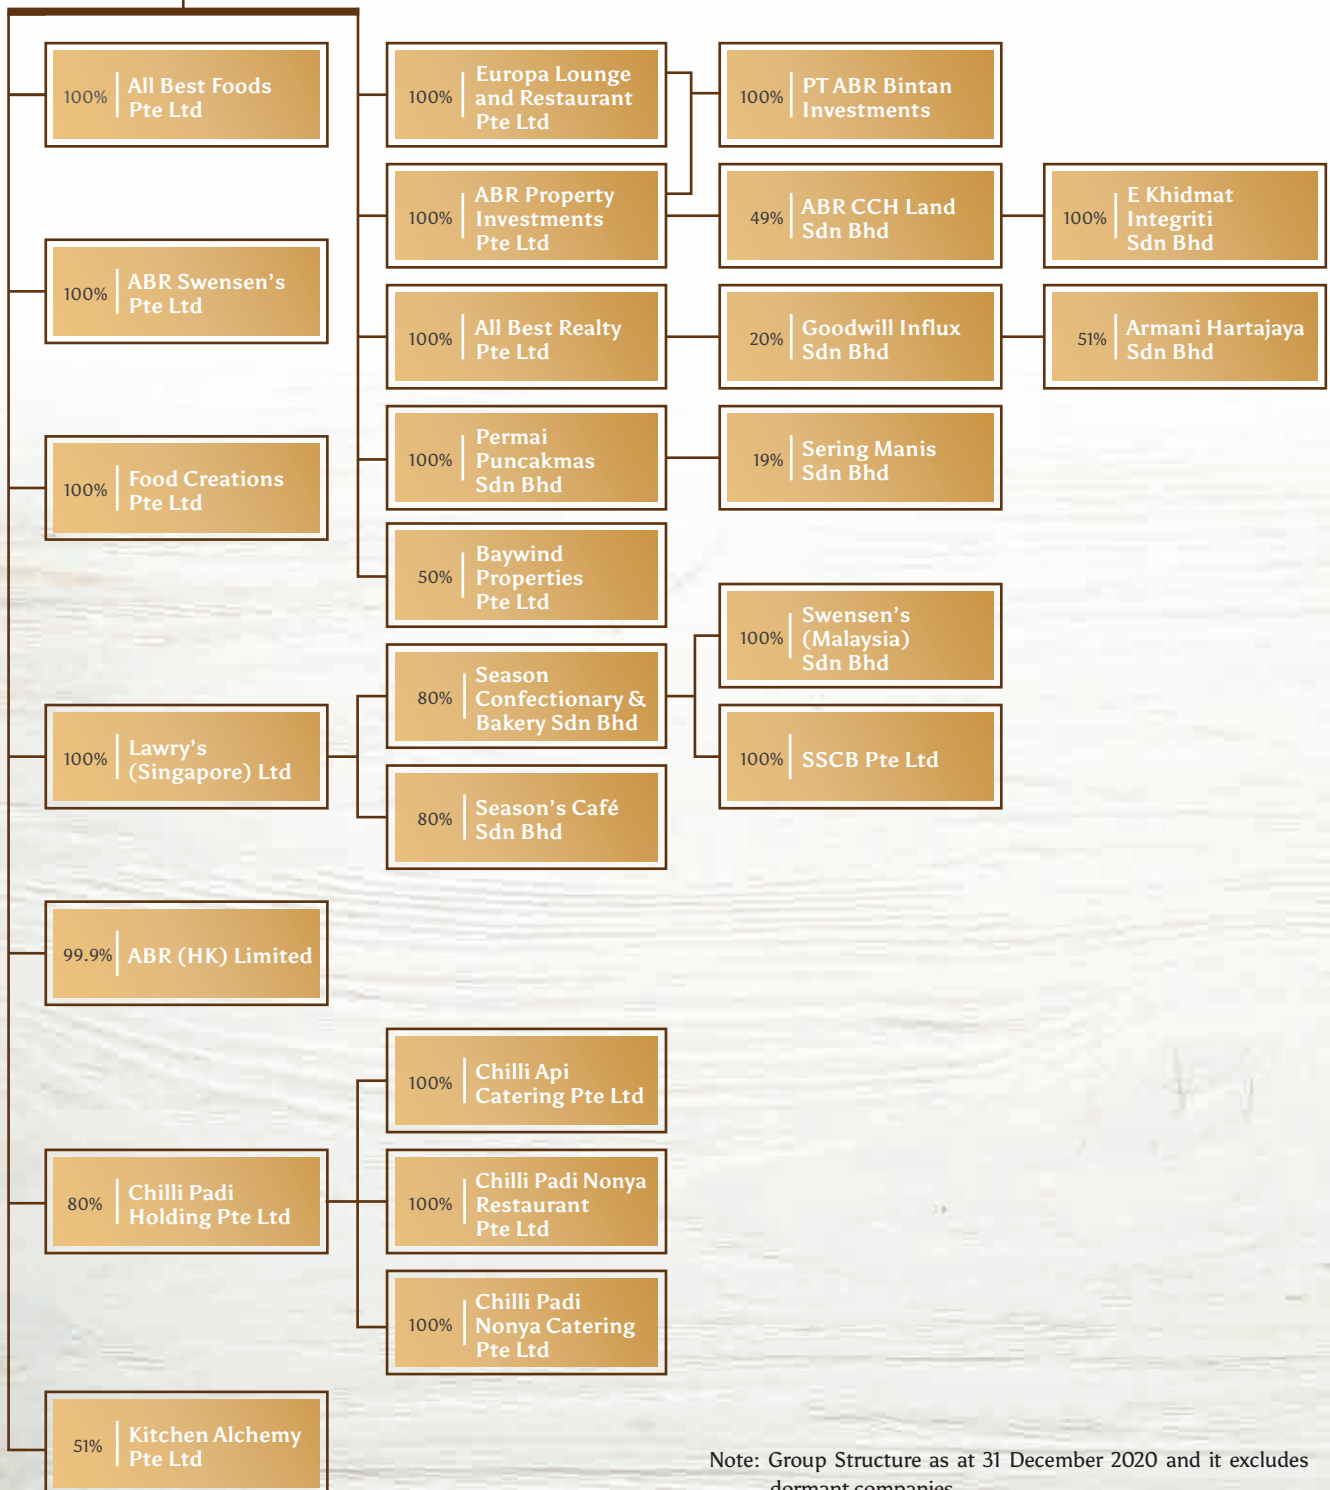 100%
All Best Foods
Pte Ltd
100%
Europa Lounge
and Restaurant
Pte Ltd
100%
PT ABR Bintan
Investments
100%
ABR Property
Investments
Pte Ltd
49%
ABR CCH Land
Sdn Bhd
100%
E Khidmat
Integriti
Sdn Bhd
100%
ABR Swensen's
Pte Ltd
100%
All Best Realty
Pte Ltd
20%
Goodwill Influx
Sdn Bhd
51%
Armani Hartajaya
Sdn Bhd
100%
Permai
Puncakmas
Sdn Bhd
19%
Sering Manis
Sdn Bhd
100%
Food Creations
Pte Ltd
50%
Baywind
Properties
Pte Ltd
100%
Lawry's
(Singapore) Ltd
80%
Season
Confectionary &
Bakery Sdn Bhd
100%
Swensen's
(Malaysia)
Sdn Bhd
100%
SSCB Pte Ltd
80%
Season's Café
Sdn Bhd
99.9%
ABR (HK) Limited
80%
Chilli Padi
Holding Pte Ltd
100%
Chilli Api
Catering Pte Ltd
100%
Chilli Padi Nonya
Restaurant
Pte Ltd
100%
Chilli Padi
Nonya Catering
Pte Ltd
51%
Kitchen Alchemy
Pte Ltd
Note: Group Structure as at 31 December 2020 and it excludes
dormant companies